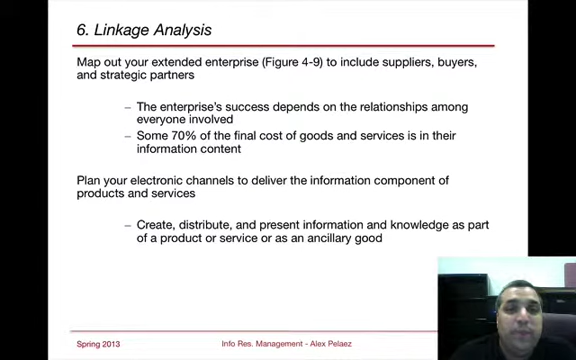 6. Linkage Analysis
Map out your extended enterprise (Figure 4-9) to include suppliers, buyers,
and strategic partners
– The enterprise's success depends on the relationships among
everyone involved
– Some 70% of the final cost of goods and services is in their
information content
Plan your electronic channels to deliver the information component of
products and services
– Create, distribute, and present information and knowledge as part
of a product or service or as an ancillary good
Spring 2013
Info Res. Management - Alex Pelaez